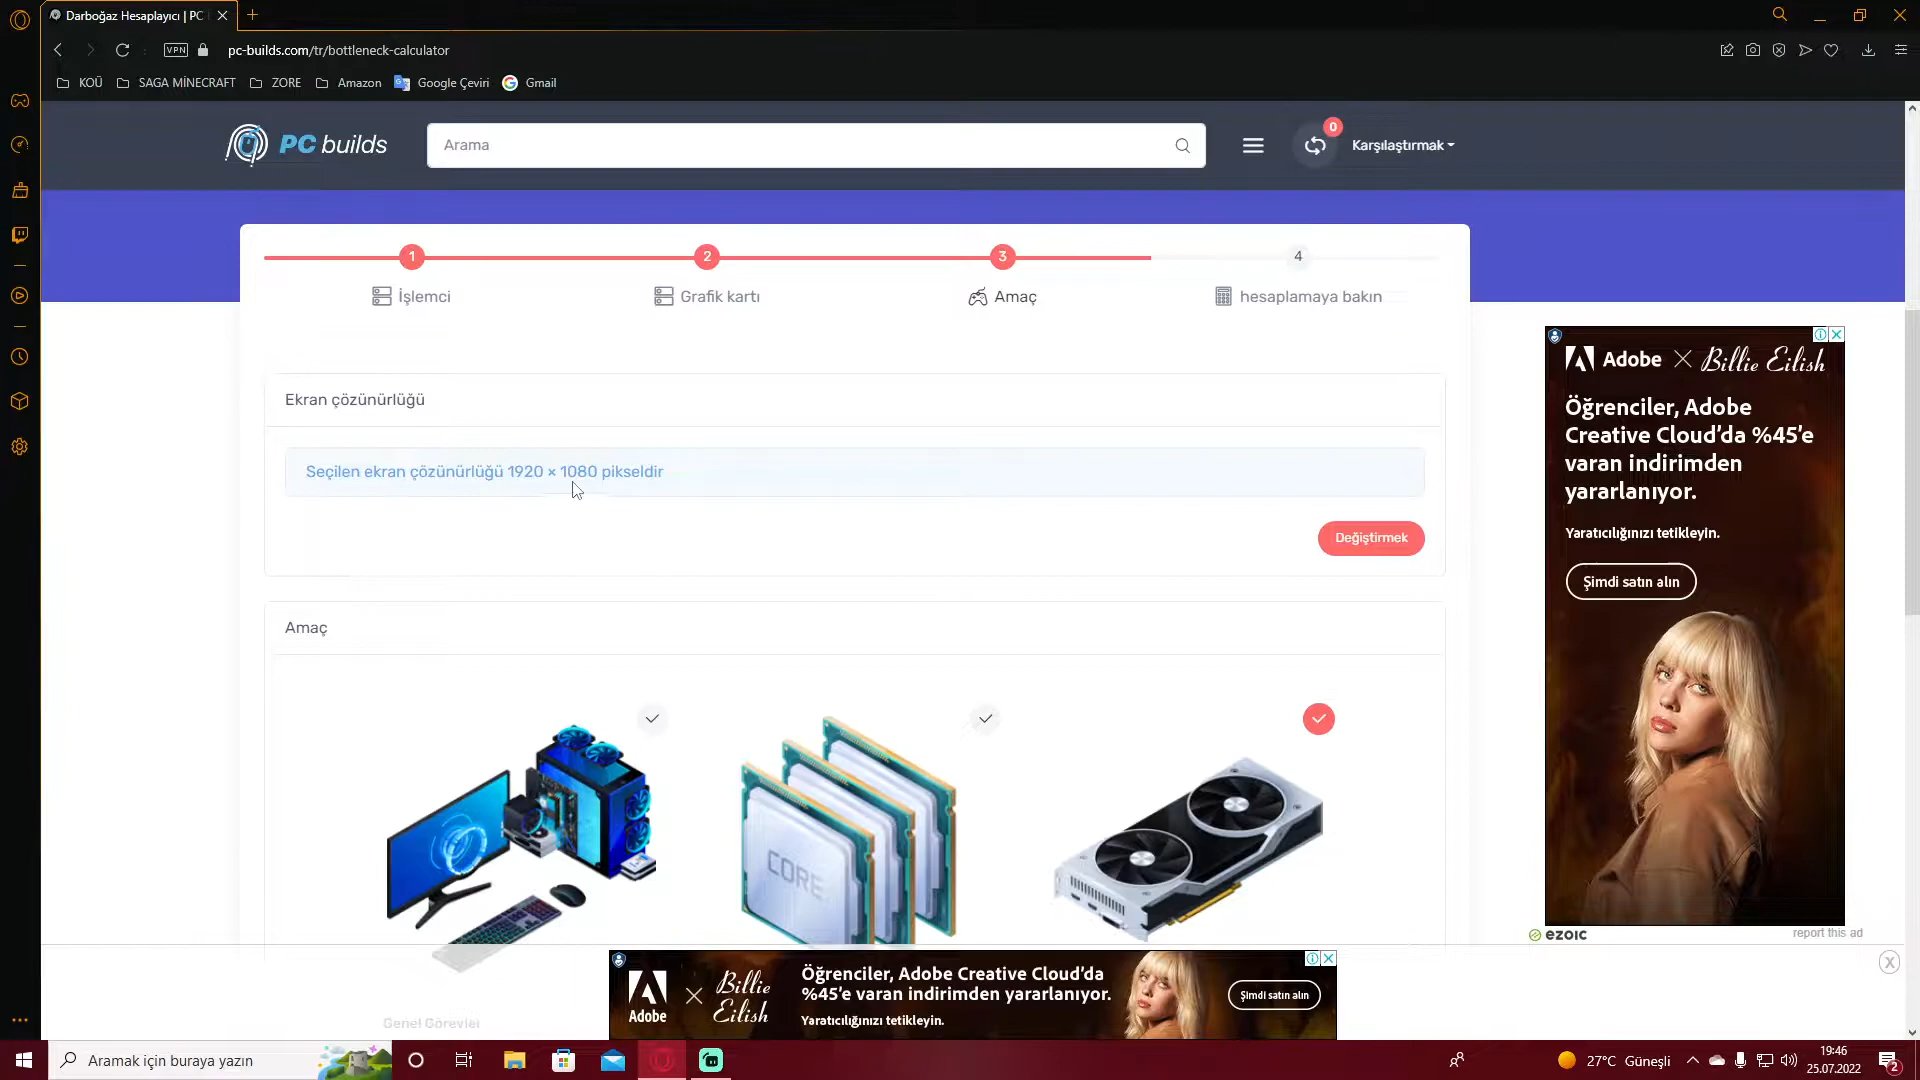 Darboğaz Hesaplayıcı | PC
VPN
pc-builds.com/tr/bottleneck-calculator
KOÜ
SAGA MİNECRAFT
ZORE
Amazon
Google Çeviri
Gmail
PC builds
Arama
0
Karşılaştırmak
1
2
3
4
İşlemci
Grafik kartı
Amaç
hesaplamaya bakın
Ekran çözünürlüğü
Seçilen ekran çözünürlüğü 1920 × 1080 pikseldir
Değiştirmek
Amaç
CORE
Genel Görevler
Adobe × Billie Eilish
Öğrenciler, Adobe
Creative Cloud'da %45'e
varan indirimden
yararlanıyor.
Yaratıcılığınızı tetikleyin.
Şimdi satın alın
ezoic
report this ad
X
Adobe
×
Billie
Eilish
Öğrenciler, Adobe Creative Cloud'da
%45'e varan indirimden yararlanıyor.
Yaratıcılığınızı tetikleyin.
Şimdi satın alın
Aramak için buraya yazın
27°C Güneşli
19:46
25.07.2022
2